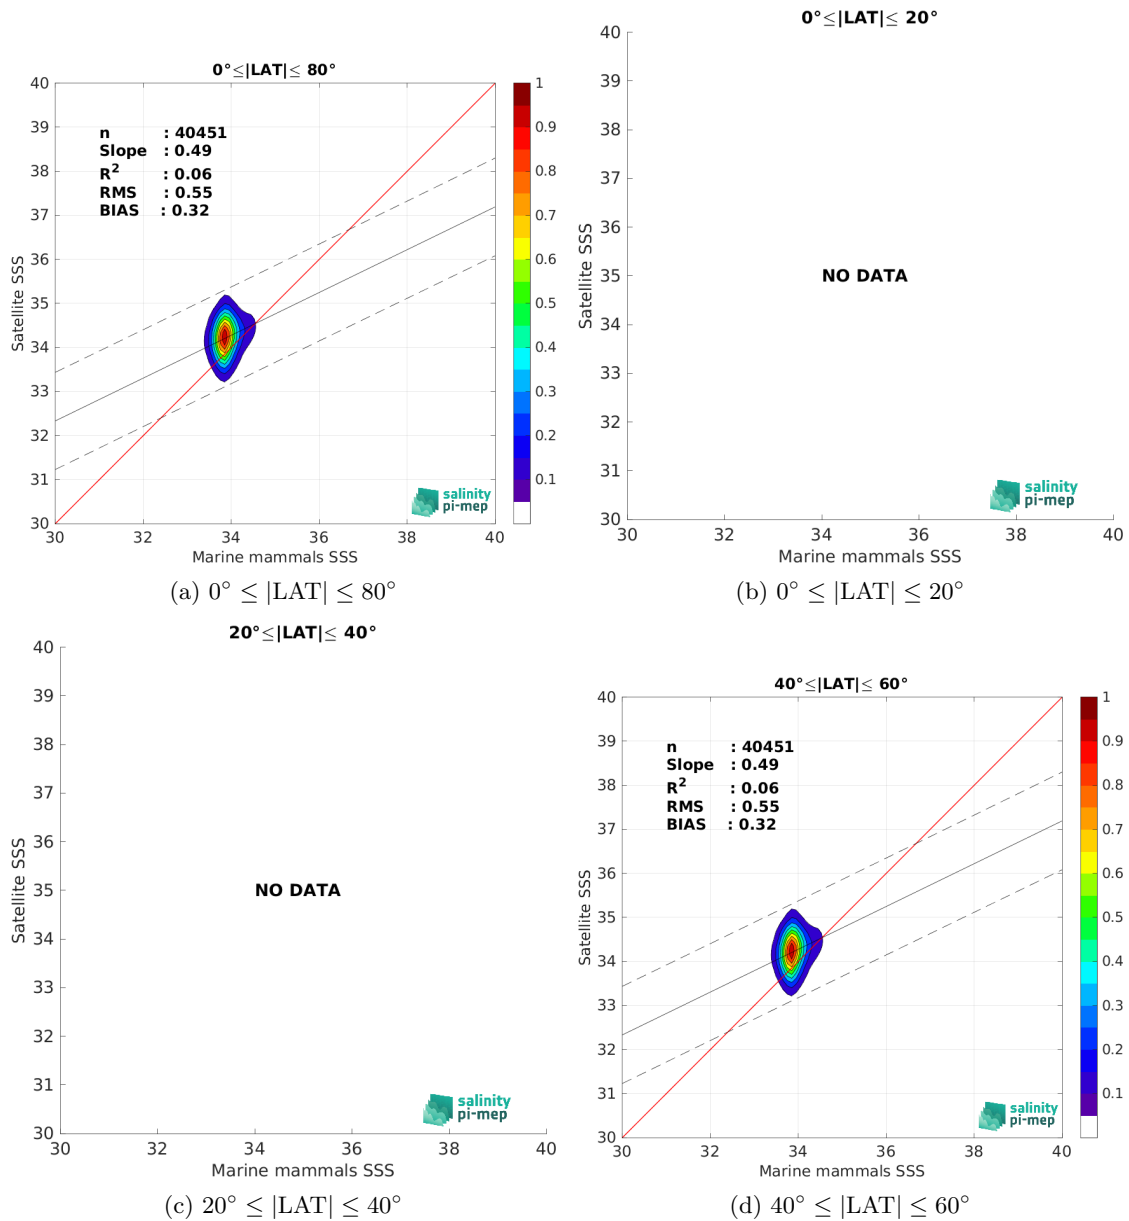 0°≤|LAT|≤ 80°
40
39
38
37
36
35
34
33
32
31
30
Satellite SSS
n : 40451
Slope : 0.49
R² : 0.06
RMS : 0.55
BIAS : 0.32
salinity
pi-mep
30 32 34 36 38 40
Marine mammals SSS
1
0.9
0.8
0.7
0.6
0.5
0.4
0.3
0.2
0.1
(a) 0° ≤ |LAT| ≤ 80°
0°≤|LAT|≤ 20°
40
39
38
37
36
35
34
33
32
31
30
Satellite SSS
NO DATA
salinity
pi-mep
30 32 34 36 38 40
Marine mammals SSS
(b) 0° ≤ |LAT| ≤ 20°
20°≤|LAT|≤ 40°
40
39
38
37
36
35
34
33
32
31
30
Satellite SSS
NO DATA
salinity
pi-mep
30 32 34 36 38 40
Marine mammals SSS
(c) 20° ≤ |LAT| ≤ 40°
40°≤|LAT|≤ 60°
40
39
38
37
36
35
34
33
32
31
30
Satellite SSS
n : 40451
Slope : 0.49
R² : 0.06
RMS : 0.55
BIAS : 0.32
salinity
pi-mep
30 32 34 36 38 40
Marine mammals SSS
1
0.9
0.8
0.7
0.6
0.5
0.4
0.3
0.2
0.1
(d) 40° ≤ |LAT| ≤ 60°